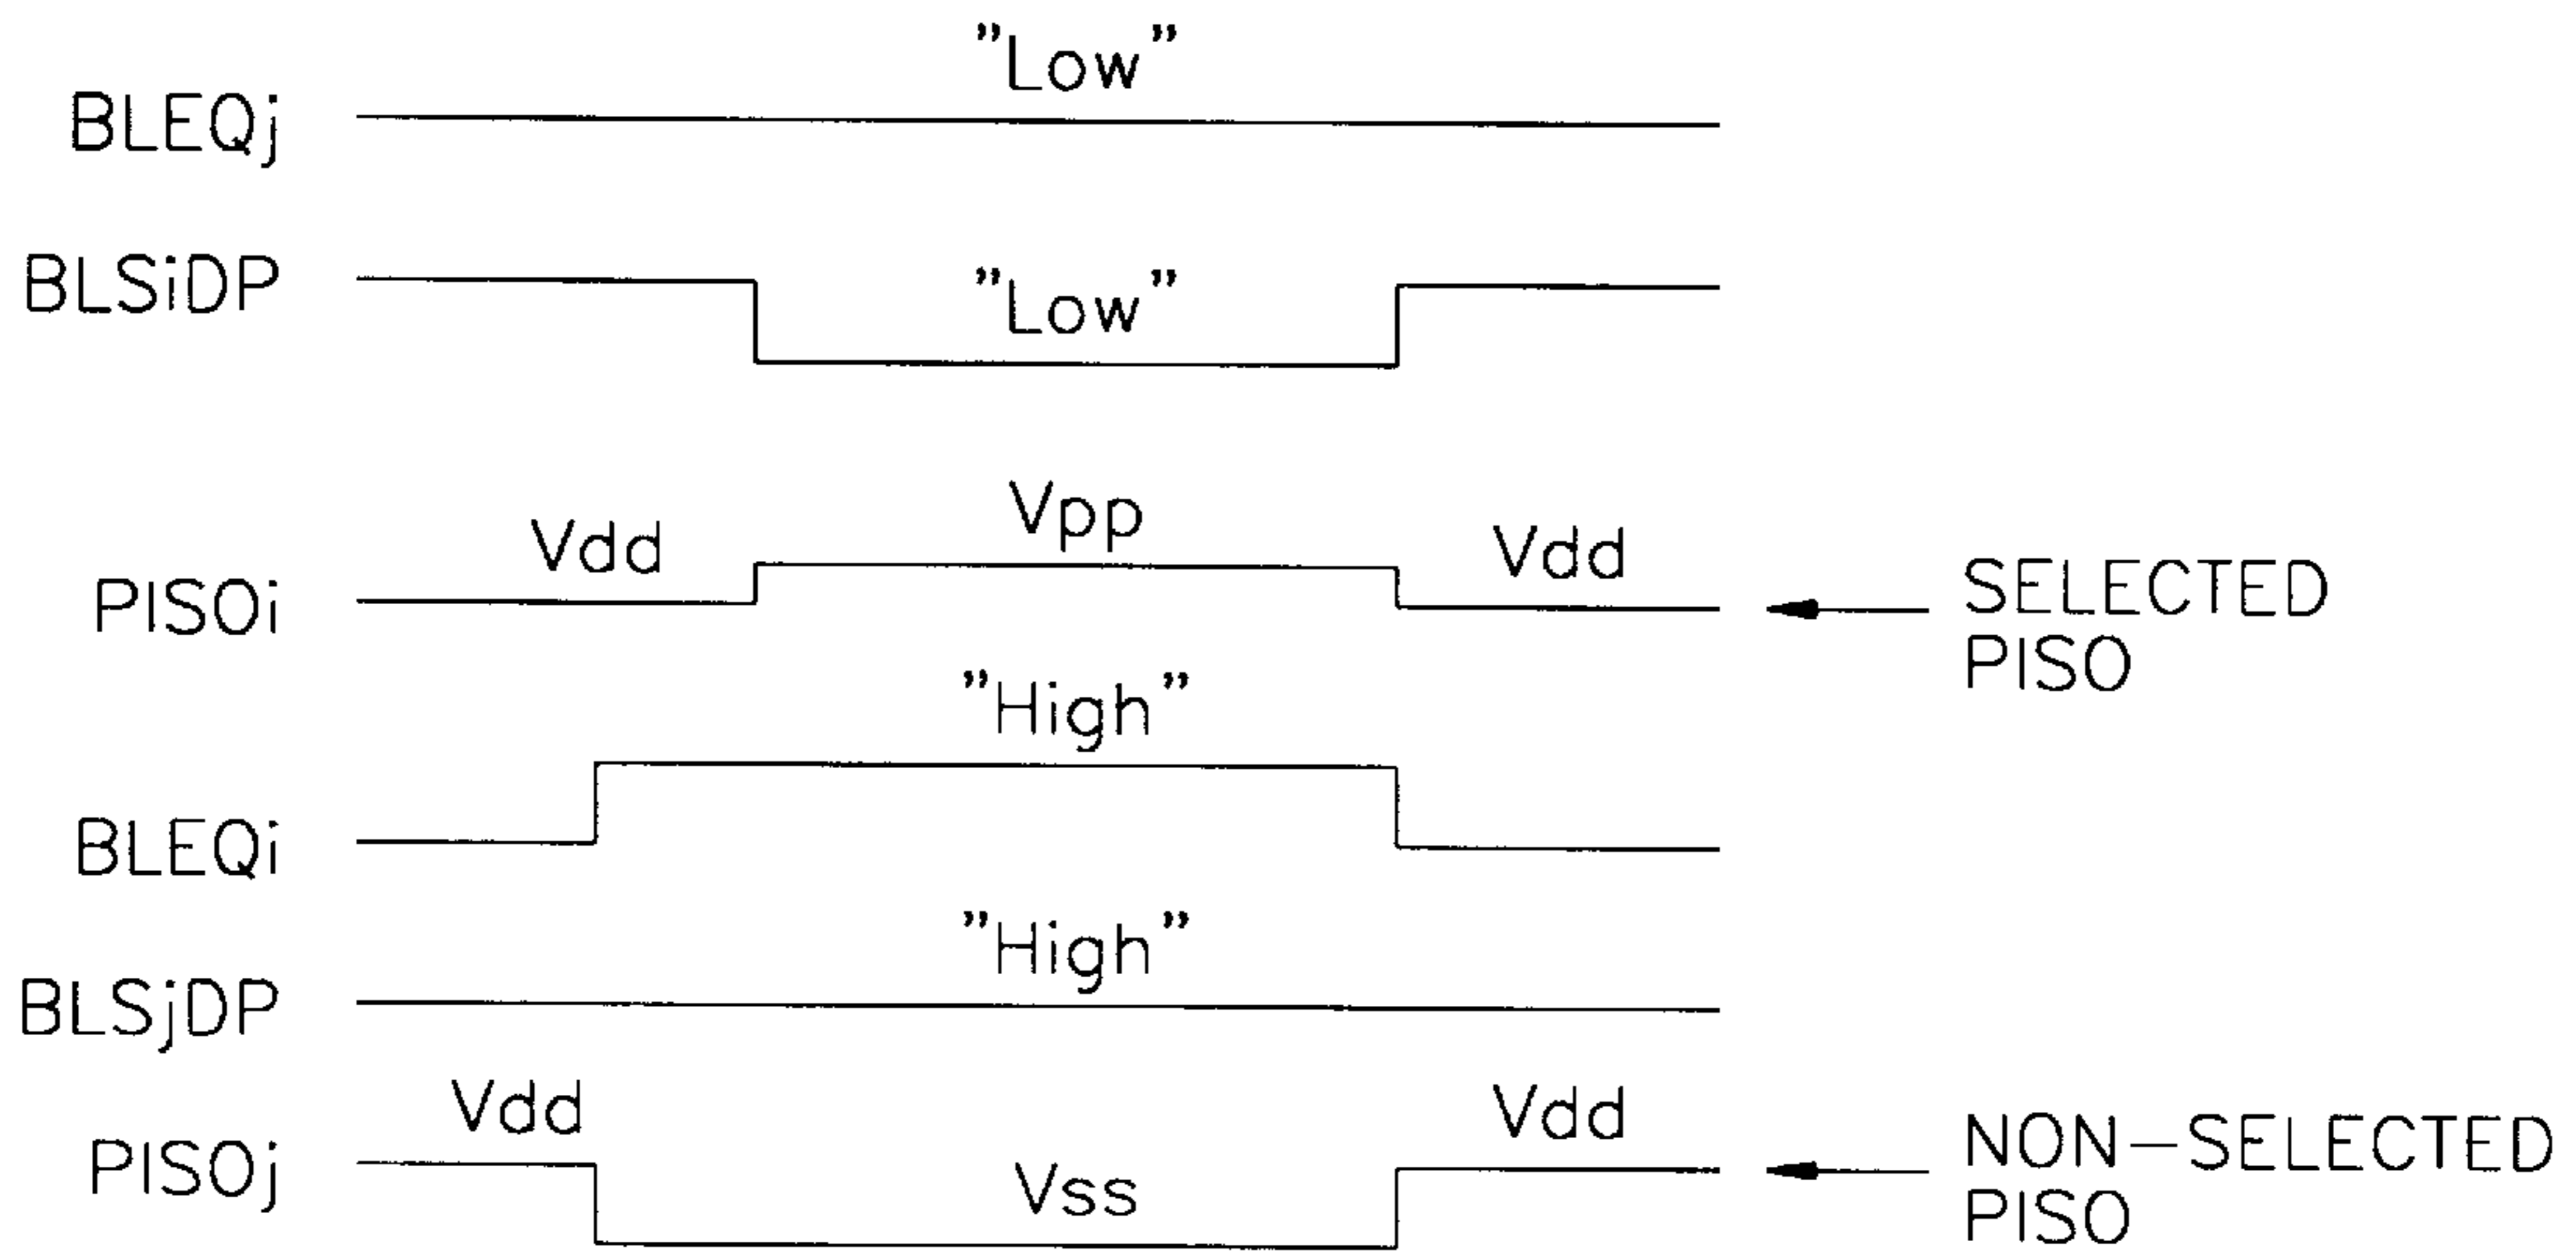 "Low"
BLEQj
BLSiDP
"Low"
Vdd
Vpp
Vdd
PISOi
SELECTED
PISO
"High"
BLEQi
"High"
BLSjDP
Vdd
Vdd
PISOj
Vss
NON-SELECTED
PISO